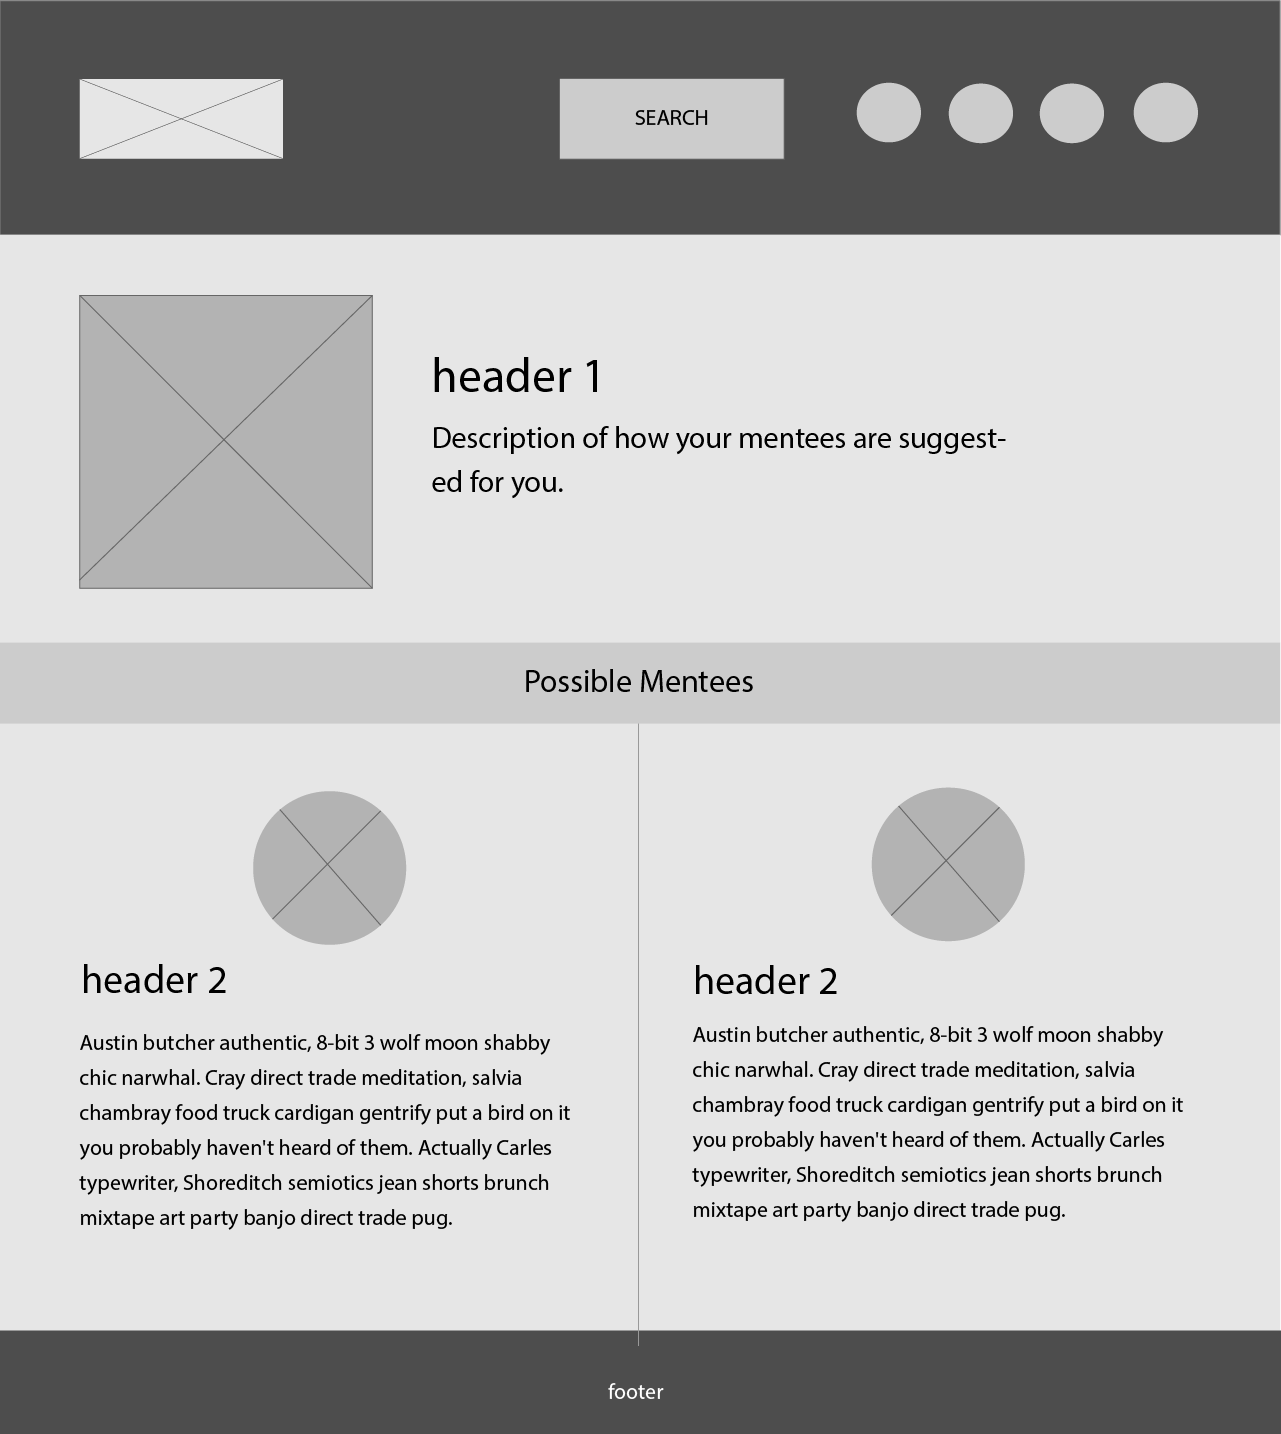 SEARCH
header 1
Description of how your mentees are suggest-
ed for you.
Possible Mentees
header 2
Austin butcher authentic, 8-bit 3 wolf moon shabby
chic narwhal. Cray direct trade meditation, salvia
chambray food truck cardigan gentrify put a bird on it
you probably haven't heard of them. Actually Carles
typewriter, Shoreditch semiotics jean shorts brunch
mixtape art party banjo direct trade pug.
header 2
Austin butcher authentic, 8-bit 3 wolf moon shabby
chic narwhal. Cray direct trade meditation, salvia
chambray food truck cardigan gentrify put a bird on it
you probably haven't heard of them. Actually Carles
typewriter, Shoreditch semiotics jean shorts brunch
mixtape art party banjo direct trade pug.
footer